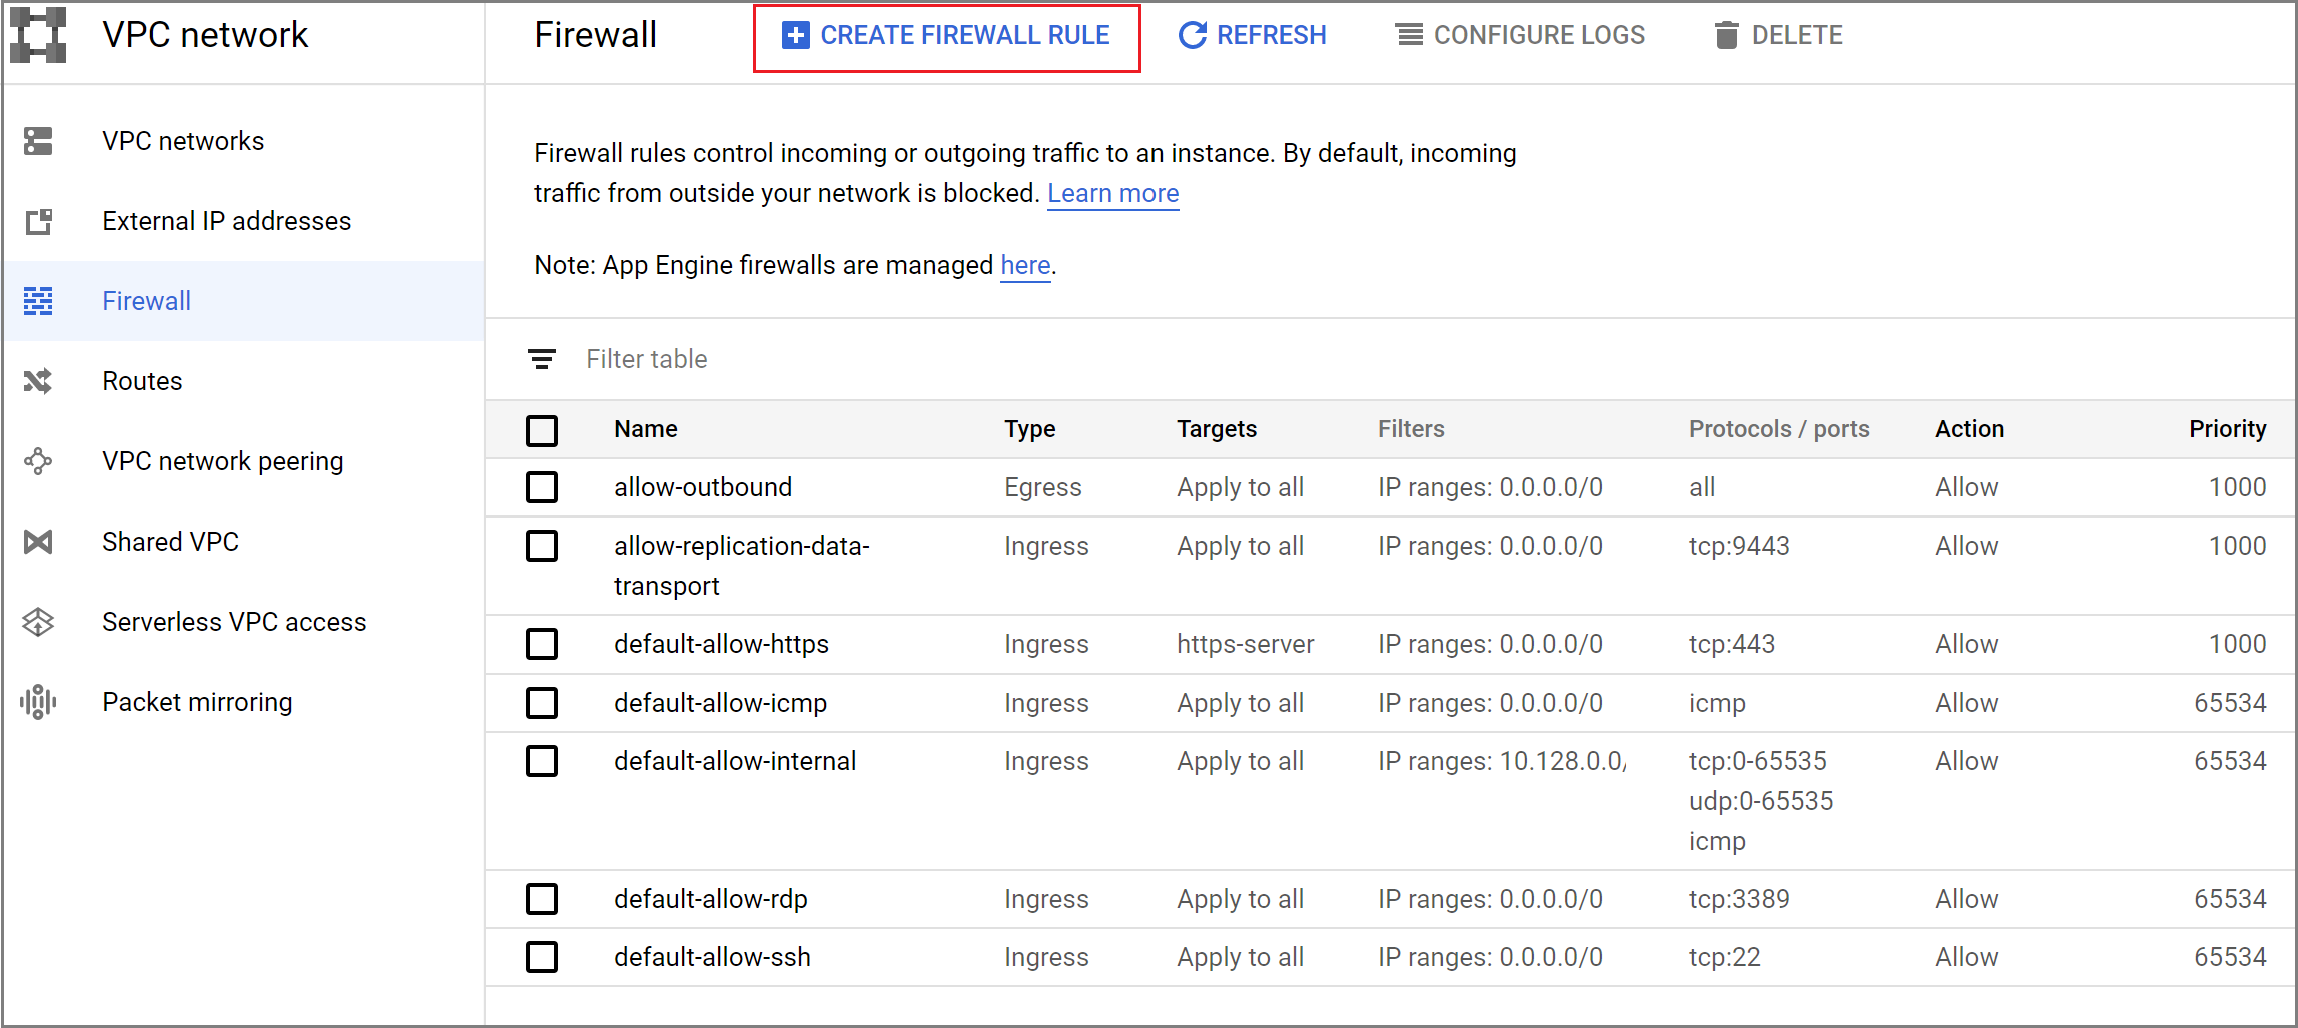 VPC network
Firewall
CREATE FIREWALL RULE
REFRESH
CONFIGURE LOGS
DELETE
VPC networks
External IP addresses
Firewall
Routes
VPC network peering
Shared VPC
Serverless VPC access
Packet mirroring
Firewall rules control incoming or outgoing traffic to an instance. By default, incoming
traffic from outside your network is blocked. Learn more
Note: App Engine firewalls are managed here.
Filter table
Name Type Targets Filters Protocols / ports Action Priority
allow-outbound Egress Apply to all IP ranges: 0.0.0.0/0 all Allow 1000
allow-replication-data- Ingress Apply to all IP ranges: 0.0.0.0/0 tcp:9443 Allow 1000
transport
default-allow-https Ingress https-server IP ranges: 0.0.0.0/0 tcp:443 Allow 1000
default-allow-icmp Ingress Apply to all IP ranges: 0.0.0.0/0 icmp Allow 65534
default-allow-internal Ingress Apply to all IP ranges: 10.128.0.0/ tcp:0-65535 Allow 65534
udp:0-65535
icmp
default-allow-rdp Ingress Apply to all IP ranges: 0.0.0.0/0 tcp:3389 Allow 65534
default-allow-ssh Ingress Apply to all IP ranges: 0.0.0.0/0 tcp:22 Allow 65534